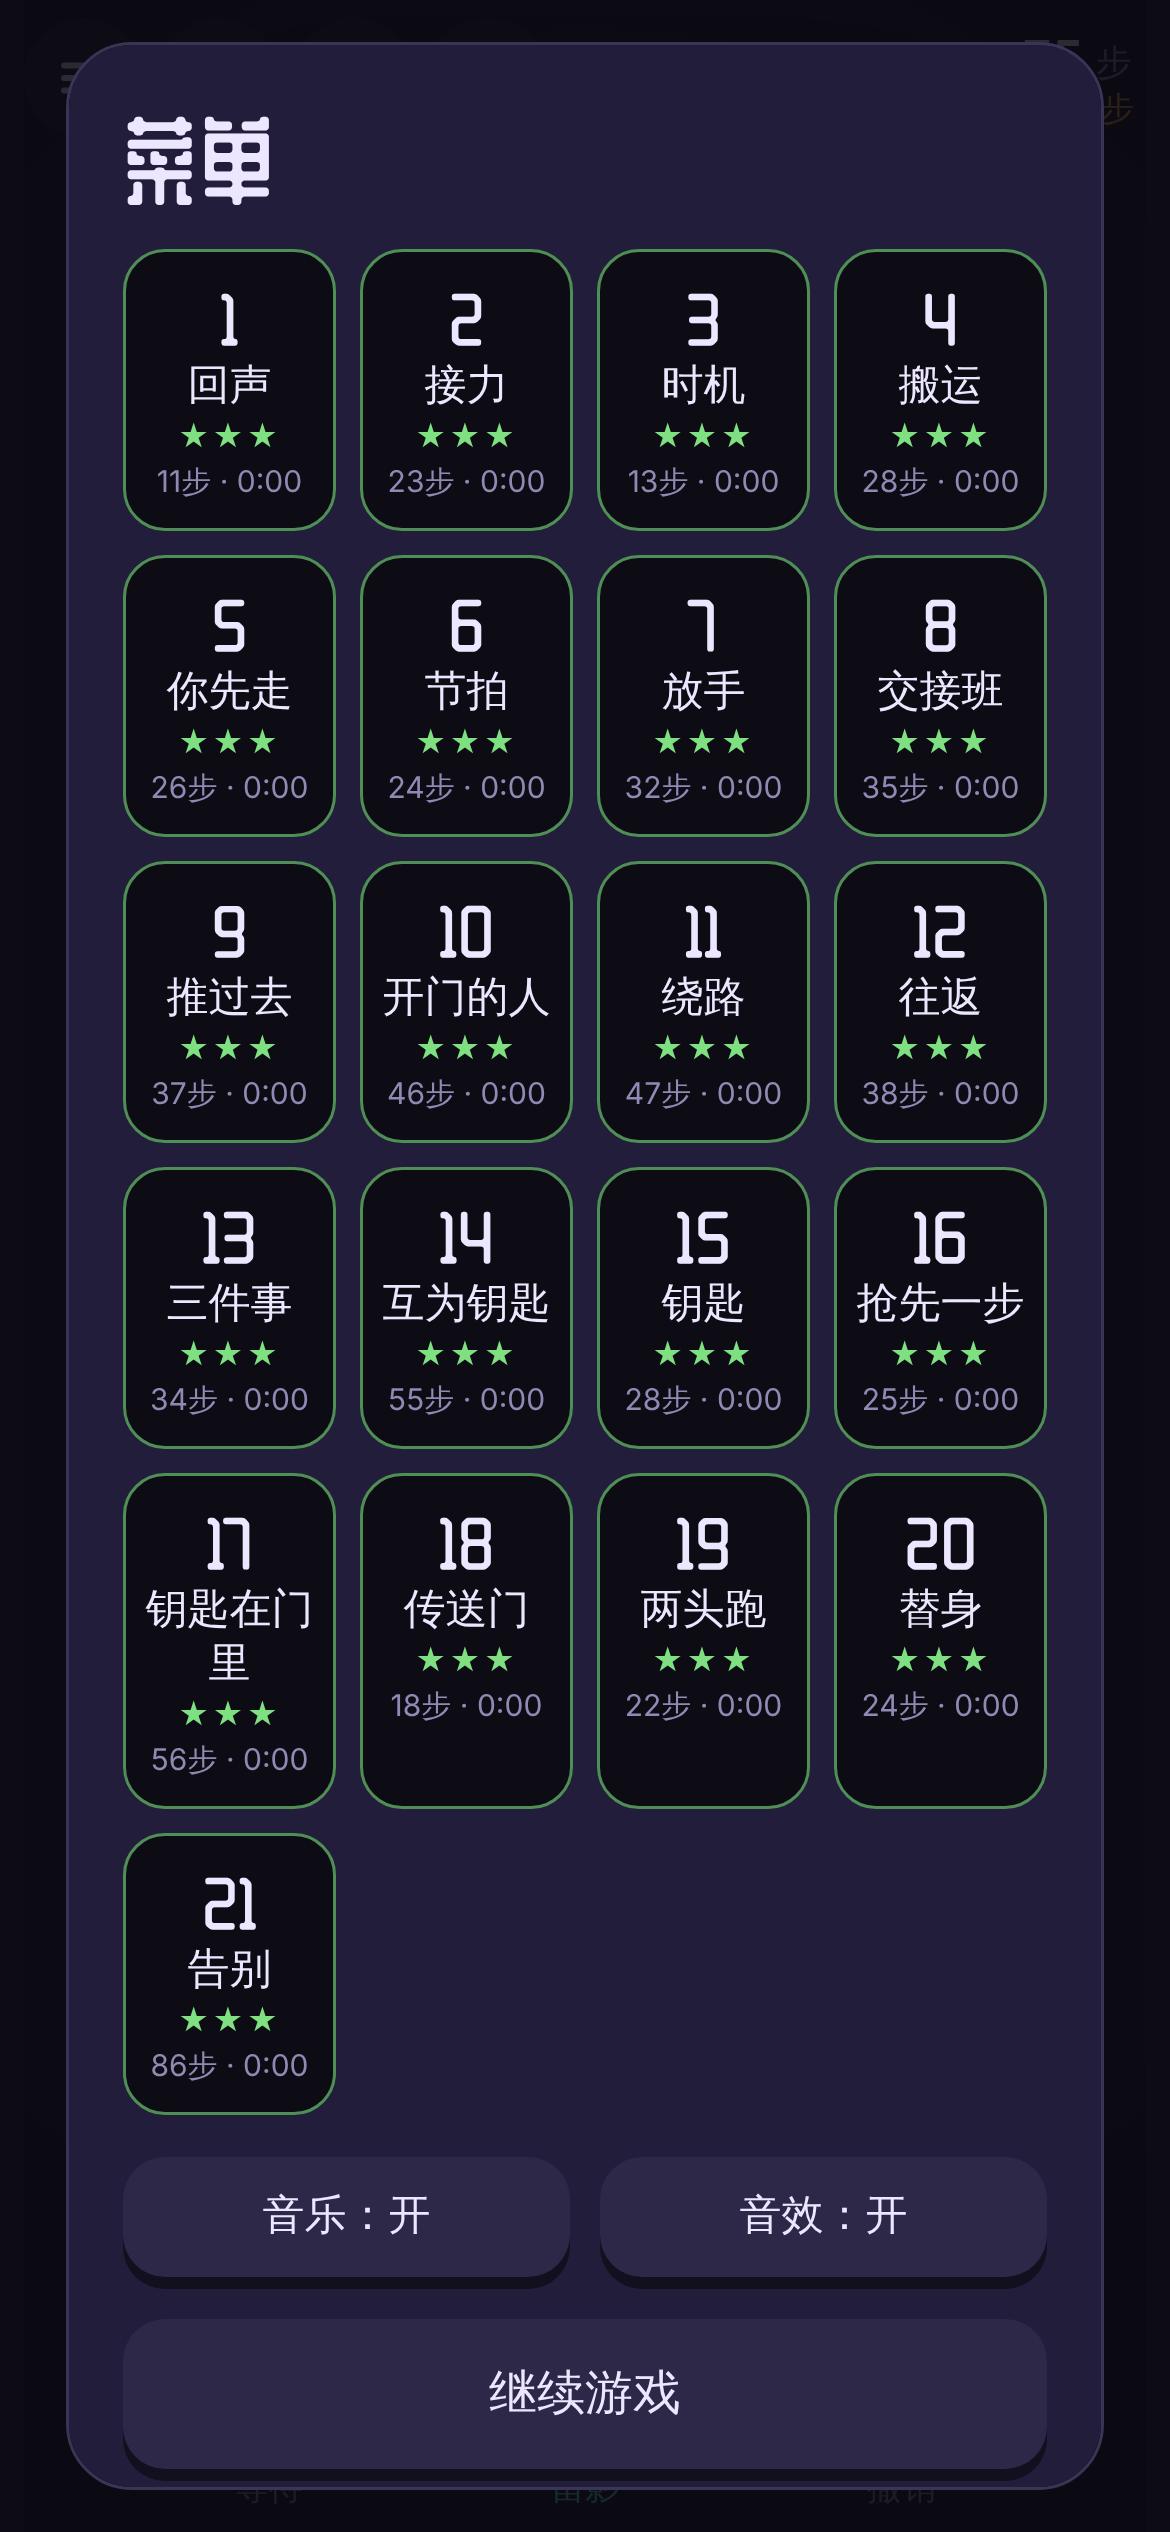 步
步
菜单
1 2 3 4
回声 接力 时机 搬运
★★★ ★★★ ★★★ ★★★
11步 · 0:00 23步 · 0:00 13步 · 0:00 28步 · 0:00
5 6 7 8
你先走 节拍 放手 交接班
★★★ ★★★ ★★★ ★★★
26步 · 0:00 24步 · 0:00 32步 · 0:00 35步 · 0:00
9 10 11 12
推过去 开门的人 绕路 往返
★★★ ★★★ ★★★ ★★★
37步 · 0:00 46步 · 0:00 47步 · 0:00 38步 · 0:00
13 14 15 16
三件事 互为钥匙 钥匙 抢先一步
★★★ ★★★ ★★★ ★★★
34步 · 0:00 55步 · 0:00 28步 · 0:00 25步 · 0:00
17 18 19 20
钥匙在门 传送门 两头跑 替身
里 ★★★ ★★★ ★★★
★★★ 18步 · 0:00 22步 · 0:00 24步 · 0:00
56步 · 0:00
21
告别
★★★
86步 · 0:00
音乐：开 音效：开
继续游戏
等待 留影 撤销